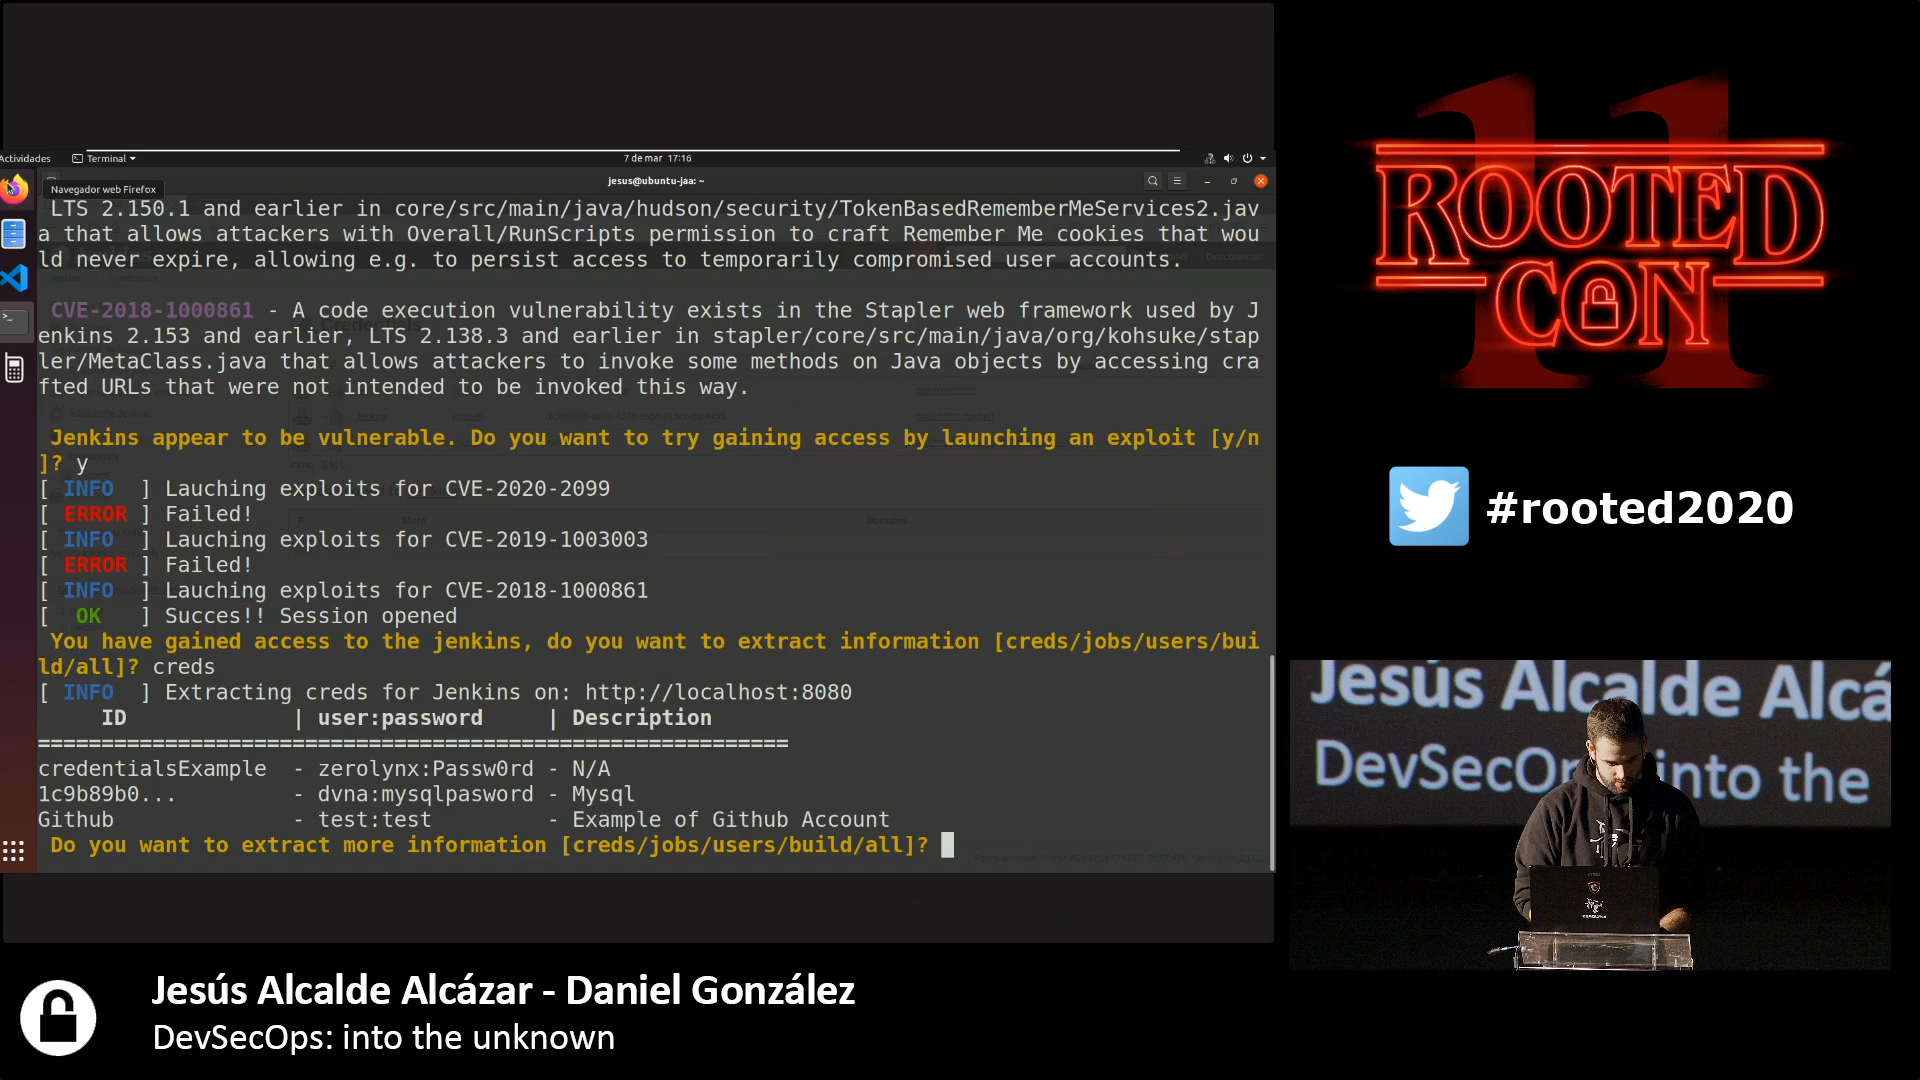 Actividades
Terminal
7 de mar 17:16
Navegador web Firefox
jesus@ubuntu-jaa: ~
LTS 2.150.1 and earlier in core/src/main/java/hudson/security/TokenBasedRememberMeServices2.jav
a that allows attackers with Overall/RunScripts permission to craft Remember Me cookies that wou
ld never expire, allowing e.g. to persist access to temporarily compromised user accounts.
CVE-2018-1000861 - A code execution vulnerability exists in the Stapler web framework used by J
enkins 2.153 and earlier, LTS 2.138.3 and earlier in stapler/core/src/main/java/org/kohsuke/stap
ler/MetaClass.java that allows attackers to invoke some methods on Java objects by accessing cra
fted URLs that were not intended to be invoked this way.
Jenkins appear to be vulnerable. Do you want to try gaining access by launching an exploit [y/n
]? y
[ INFO ] Lauching exploits for CVE-2020-2099
[ ERROR ] Failed!
[ INFO ] Lauching exploits for CVE-2019-1003003
[ ERROR ] Failed!
[ INFO ] Lauching exploits for CVE-2018-1000861
[ OK ] Succes!! Session opened
You have gained access to the jenkins, do you want to extract information [creds/jobs/users/bui
ld/all]? creds
[ INFO ] Extracting creds for Jenkins on: http://localhost:8080
ID | user:password | Description
===========================================================
credentialsExample - zerolynx:Passw0rd - N/A
1c9b89b0... - dvna:mysqlpasword - Mysql
Github - test:test - Example of Github Account
Do you want to extract more information [creds/jobs/users/build/all]?
11
ROOTED
CON
#rooted2020
Jesús Alcalde Alcá
DevSecOp into the
Jesús Alcalde Alcázar - Daniel González
DevSecOps: into the unknown